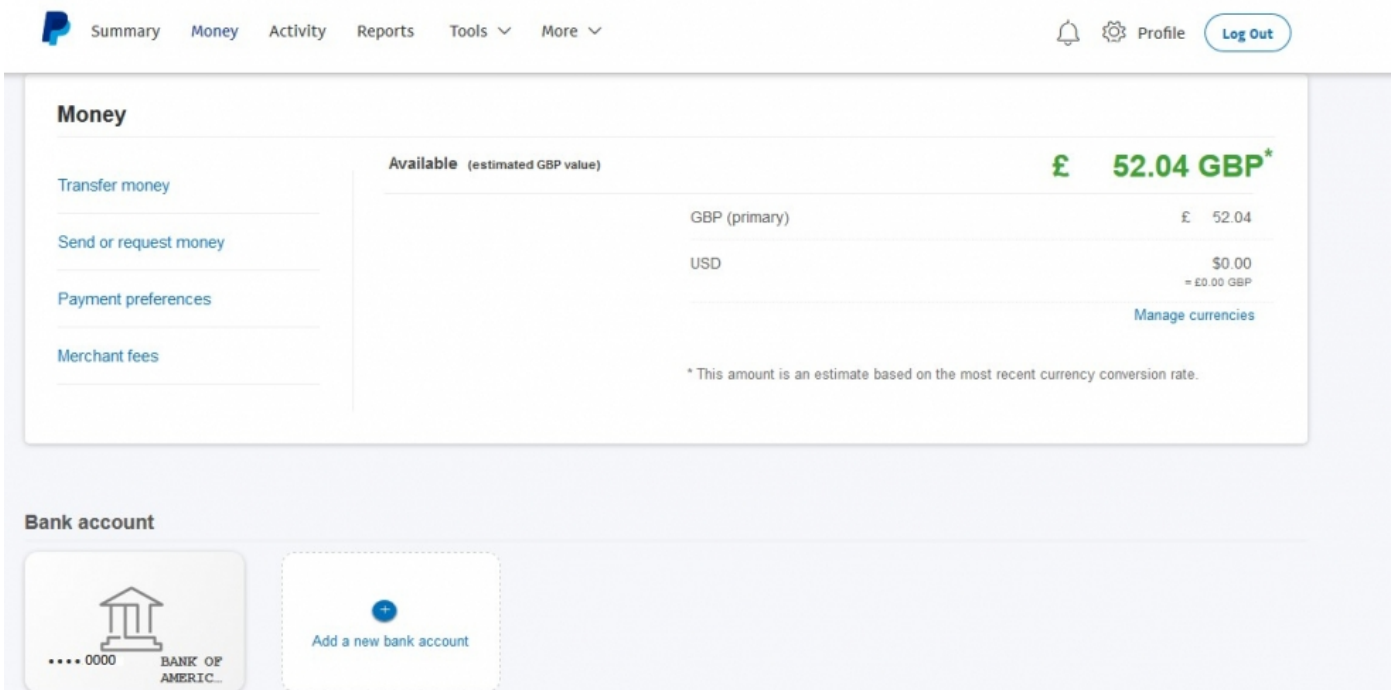 Summary Money Activity Reports Tools More Profile Log Out
Money
Transfer money
Send or request money
Payment preferences
Merchant fees
Available (estimated GBP value) £ 52.04 GBP*
GBP (primary) £ 52.04
USD $0.00
= £0.00 GBP
Manage currencies
* This amount is an estimate based on the most recent currency conversion rate.
Bank account
•••• 0000 BANK OF
AMERIC...
Add a new bank account